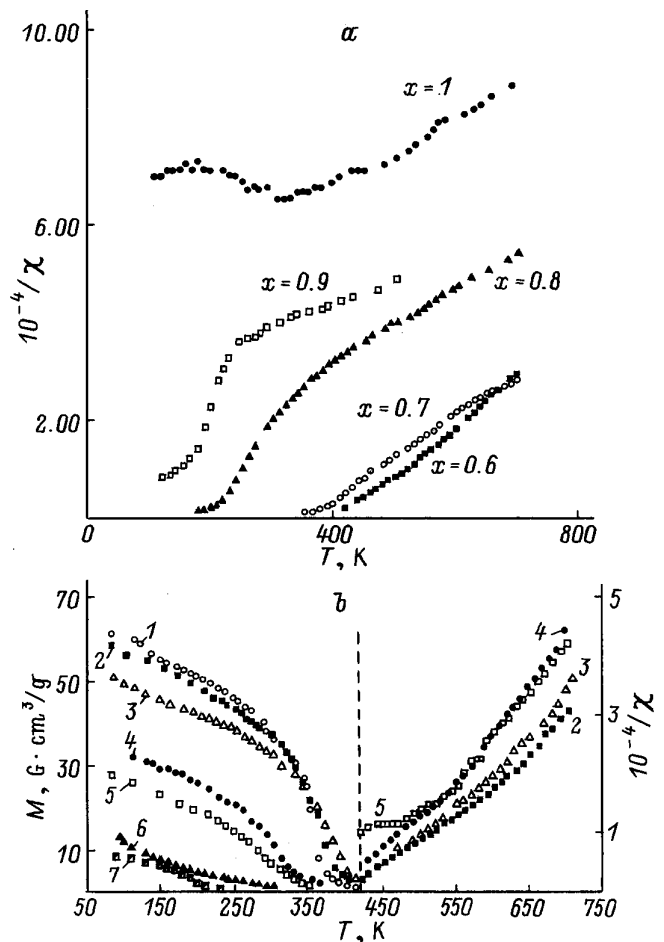 10.00
a
x = 1
6.00
10⁻⁴/χ
x = 0.9
x = 0.8
2.00
x = 0.7
x = 0.6
0
400
800
T, K
70
b
5
1
2
4
3
50
3
3
2
M, G · cm³/g
10⁻⁴/χ
30
4
5
5
1
10
6
7
50
150
250
350
450
550
650
750
T, K